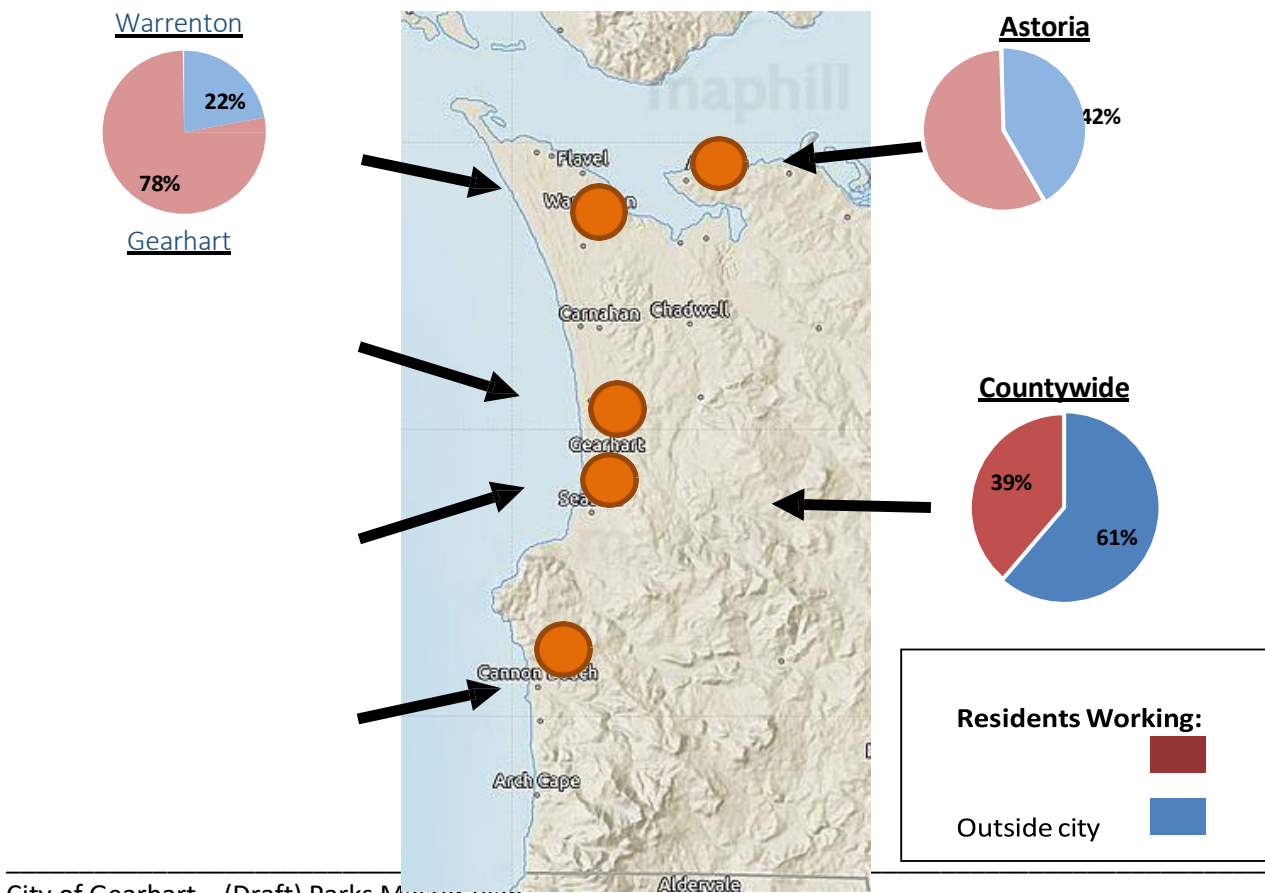 Warrenton
22%
78%
Gearhart
Astoria
42%
Countywide
39%
61%
maphill
Flavel
Carnahan
Chadwell
Gearhart
Cannon
Arch Cape
Aldervale
Residents Working:
Outside city
City of Gearhart – (Draft) Parks